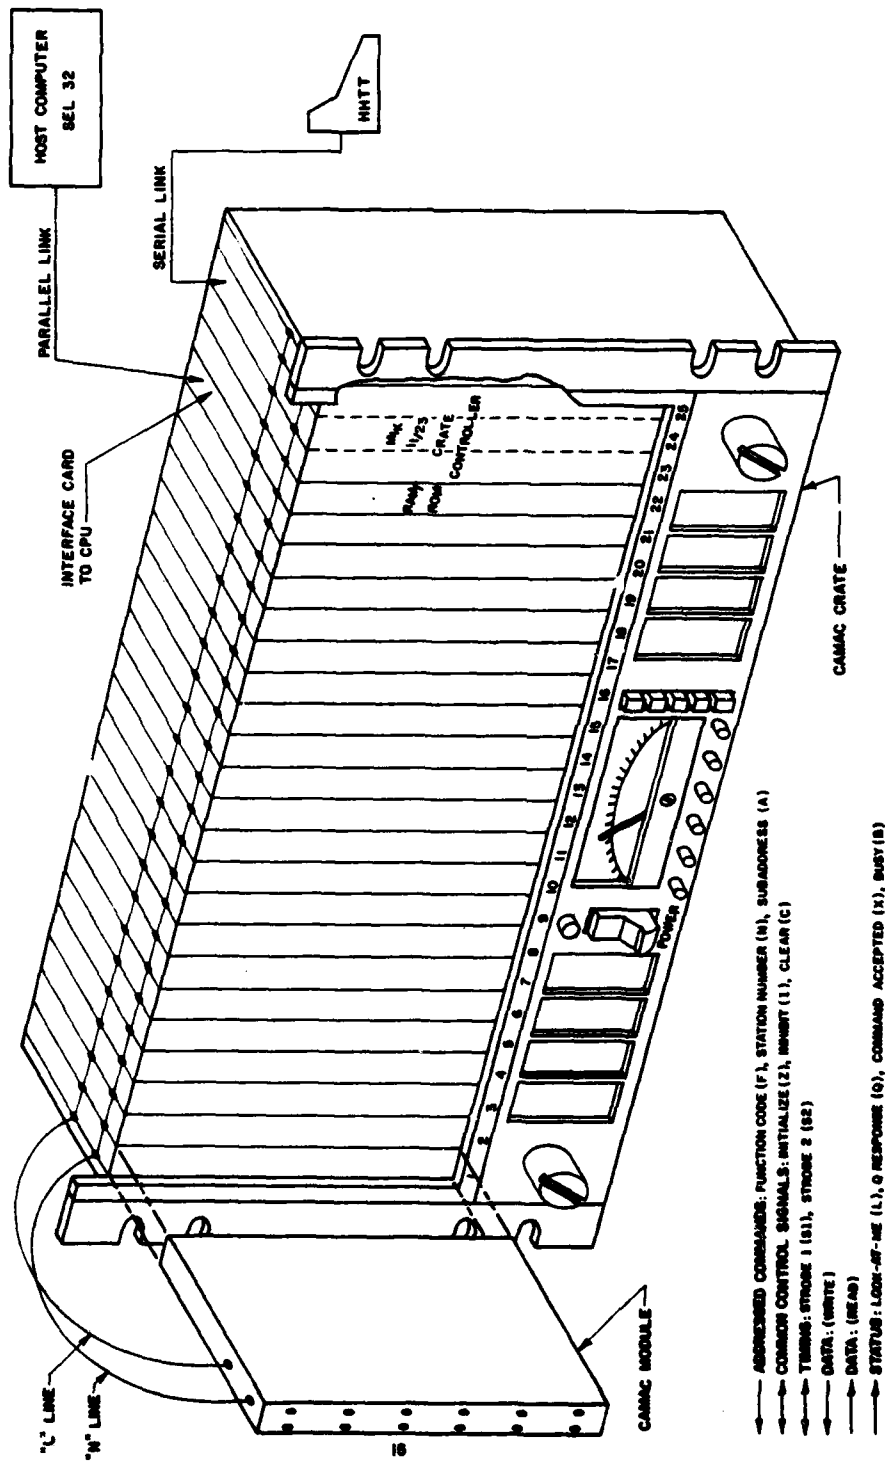 HOST COMPUTER
SEL 32
PARALLEL LINK
SERIAL LINK
HHTT
INTERFACE CARD
TO CPU
RAM/
ROM
11/23
CRATE
CONTROLLER
2 3 4 5 6 7 8 9 10 11 12 13 14 15 16 17 18 19 20 21 22 23 24 25
POWER
CAMAC CRATE
"L" LINE
"N" LINE
CAMAC MODULE
ADDRESSED COMMANDS: FUNCTION CODE (F), STATION NUMBER (N), SUBADDRESS (A)
COMMON CONTROL SIGNALS: INITIALIZE (Z), INHIBIT (I), CLEAR (C)
TIMING: STROBE 1 (S1), STROBE 2 (S2)
DATA: (WRITE)
DATA: (READ)
STATUS: LOOK-AT-ME (L), Q RESPONSE (Q), COMMAND ACCEPTED (X), BUSY (B)
15